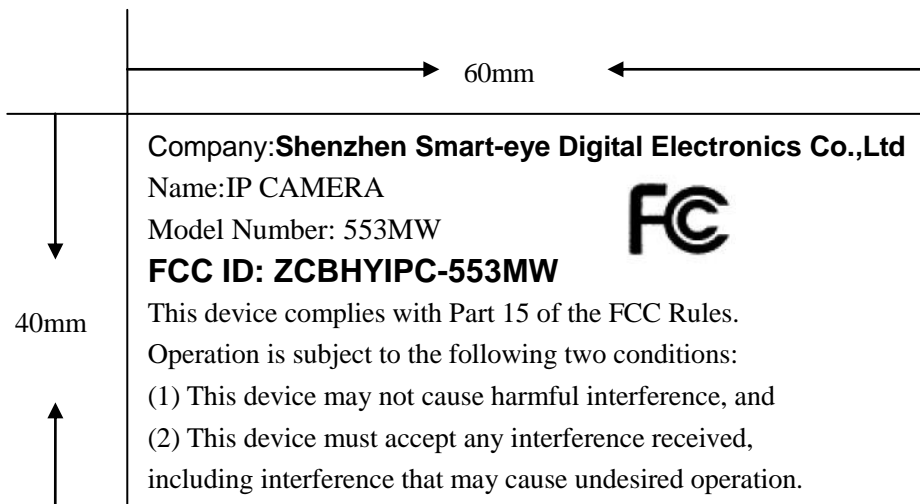 60mm
Company:Shenzhen Smart-eye Digital Electronics Co.,Ltd
Name:IP CAMERA
FC
Model Number: 553MW
FCC ID: ZCBHYIPC-553MW
40mm
This device complies with Part 15 of the FCC Rules.
Operation is subject to the following two conditions:
(1) This device may not cause harmful interference, and
(2) This device must accept any interference received,
including interference that may cause undesired operation.